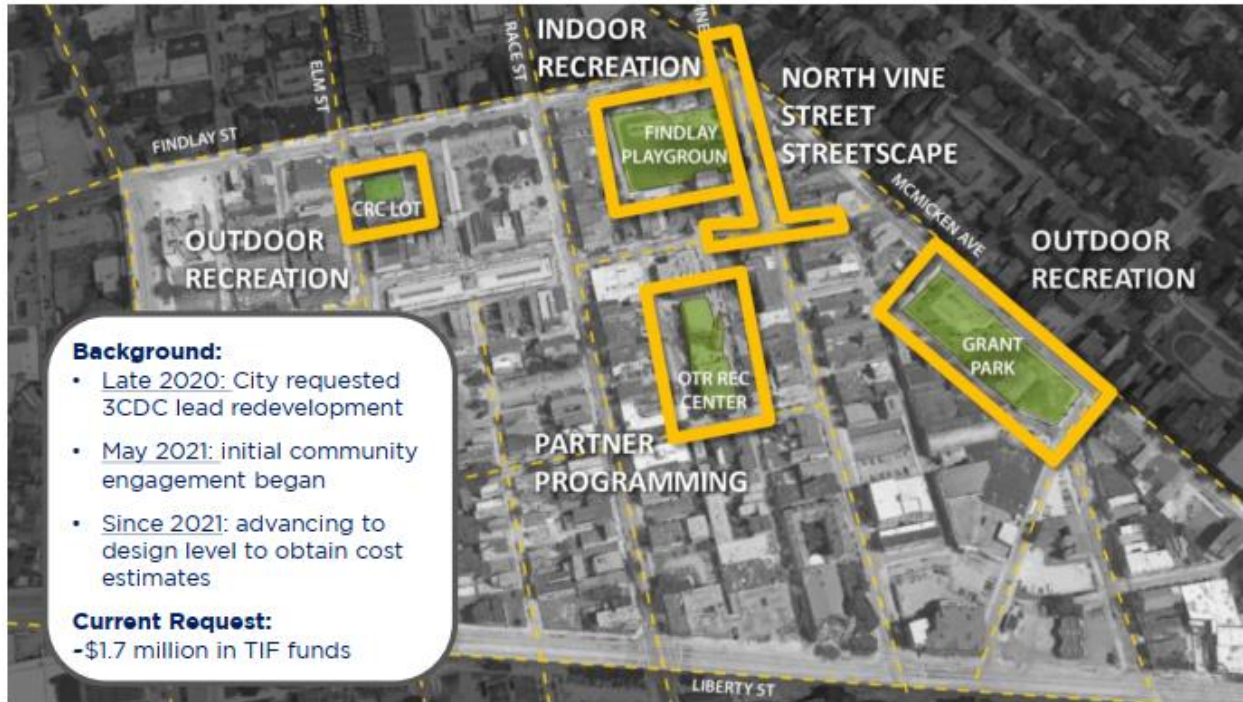 INDOOR
RECREATION
NORTH VINE
STREET
STREETSCAPE
RACE ST
ELM ST
FINDLAY ST
FINDLAY
PLAYGROUND
CRC LOT
MCMICKEN AVE
OUTDOOR
RECREATION
OUTDOOR
RECREATION
GRANT
PARK
OTR REC
CENTER
PARTNER
PROGRAMMING
Background:
• Late 2020: City requested
3CDC lead redevelopment
• May 2021: initial community
engagement began
• Since 2021: advancing to
design level to obtain cost
estimates
Current Request:
~$1.7 million in TIF funds
LIBERTY ST